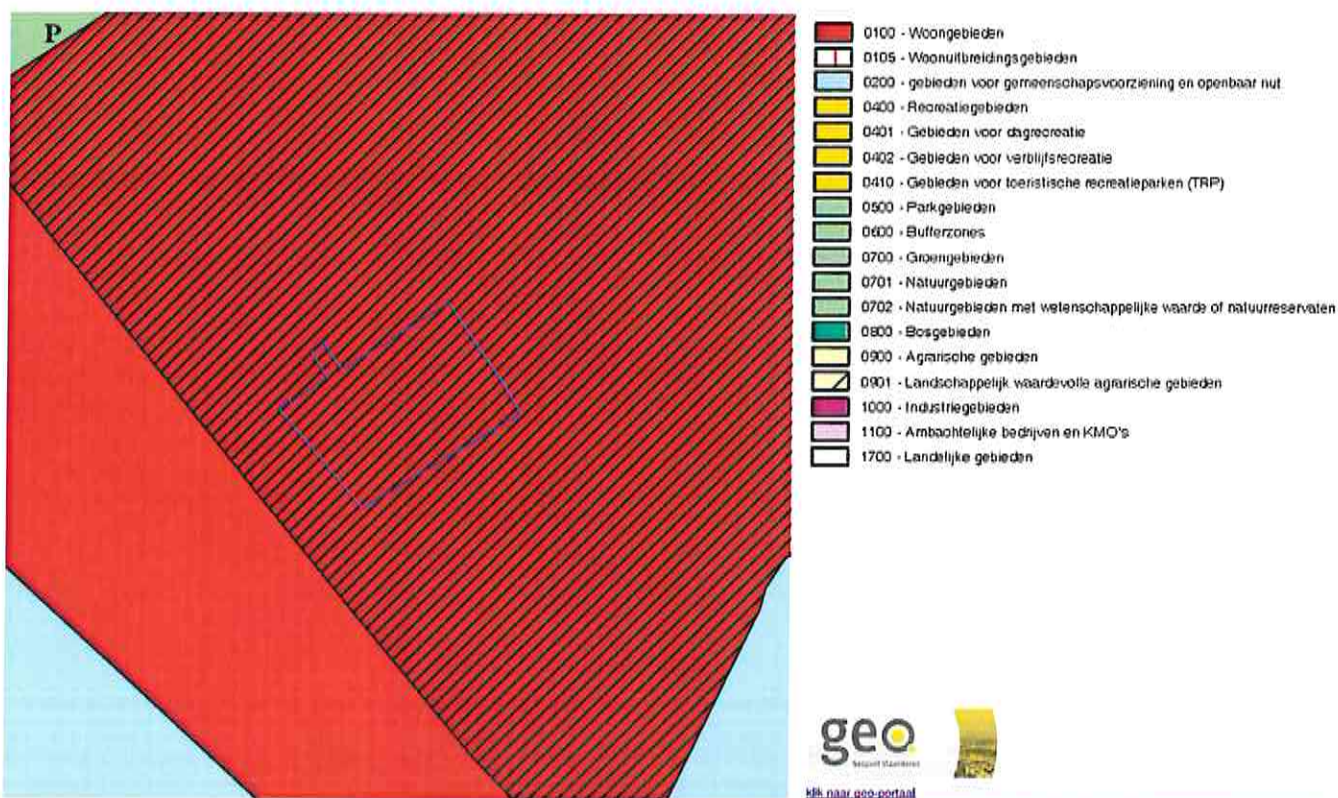 P
0100 - Woongebieden
0105 - Woonuitbreidingsgebieden
0200 - gebieden voor gemeenschapsvoorziening en openbaar nut
0400 - Recreatiegebieden
0401 - Gebieden voor dagrecreatie
0402 - Gebieden voor verblijfsrecreatie
0410 - Gebieden voor toeristische recreatieparken (TRP)
0500 - Parkgebieden
0600 - Bufferzones
0700 - Groengebieden
0701 - Natuurgebieden
0702 - Natuurgebieden met wetenschappelijke waarde of natuurreservaten
0800 - Bosgebieden
0900 - Agrarische gebieden
0901 - Landschappelijk waardevolle agrarische gebieden
1000 - Industriegebieden
1100 - Ambachtelijke bedrijven en KMO's
1700 - Landelijke gebieden
geo
klik naar geo-portaal